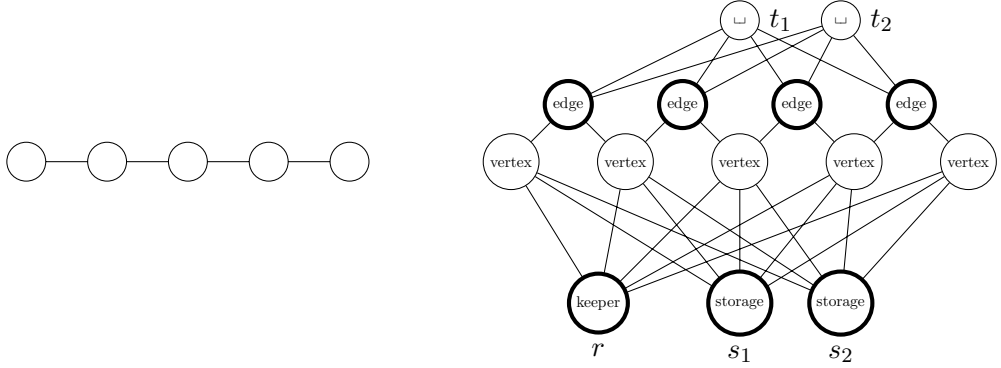 ␣ t₁ ␣ t₂
edge edge edge edge
vertex vertex vertex vertex vertex
keeper storage storage
r s₁ s₂